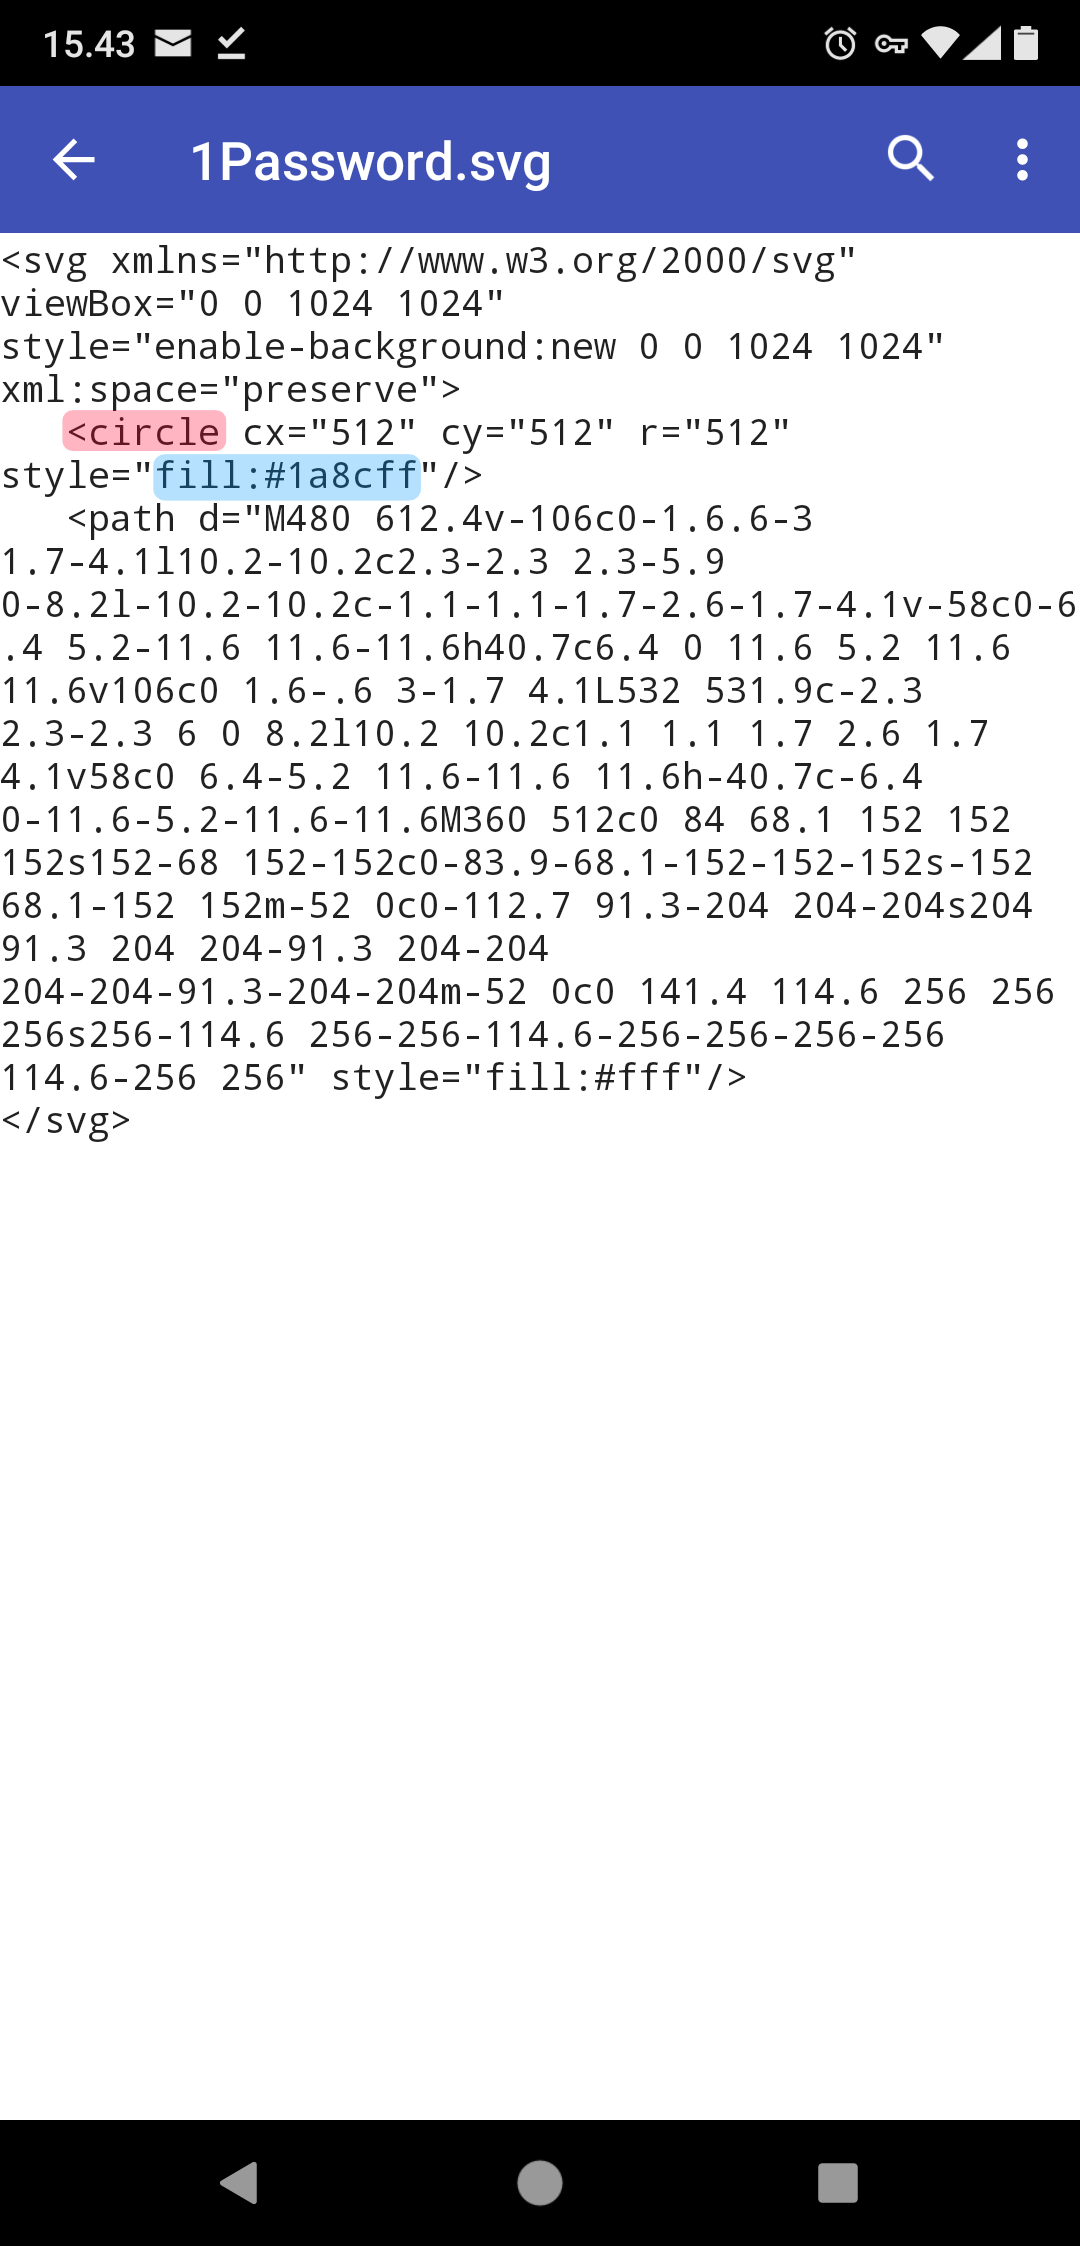 15.43
1Password.svg
<svg xmlns="http://www.w3.org/2000/svg"
viewBox="0 0 1024 1024"
style="enable-background:new 0 0 1024 1024"
xml:space="preserve">
   <circle cx="512" cy="512" r="512"
style="fill:#1a8cff"/>
   <path d="M480 612.4v-106c0-1.6.6-3
1.7-4.1l10.2-10.2c2.3-2.3 2.3-5.9
0-8.2l-10.2-10.2c-1.1-1.1-1.7-2.6-1.7-4.1v-58c0-6
.4 5.2-11.6 11.6-11.6h40.7c6.4 0 11.6 5.2 11.6
11.6v106c0 1.6-.6 3-1.7 4.1L532 531.9c-2.3
2.3-2.3 6 0 8.2l10.2 10.2c1.1 1.1 1.7 2.6 1.7
4.1v58c0 6.4-5.2 11.6-11.6 11.6h-40.7c-6.4
0-11.6-5.2-11.6-11.6M360 512c0 84 68.1 152 152
152s152-68 152-152c0-83.9-68.1-152-152-152s-152
68.1-152 152m-52 0c0-112.7 91.3-204 204-204s204
91.3 204 204-91.3 204-204
204-204-91.3-204-204m-52 0c0 141.4 114.6 256 256
256s256-114.6 256-256-114.6-256-256-256-256
114.6-256 256" style="fill:#fff"/>
</svg>